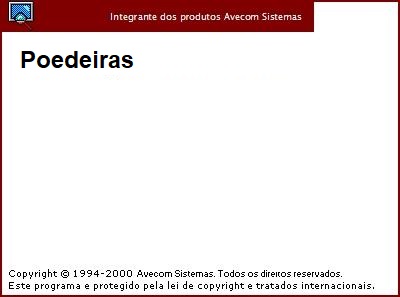 Integrante dos produtos Avecom Sistemas
Poedeiras
Copyright © 1994-2000 Avecom Sistemas. Todos os direitos reservados.
Este programa e protegido pela lei de copyright e tratados internacionais.